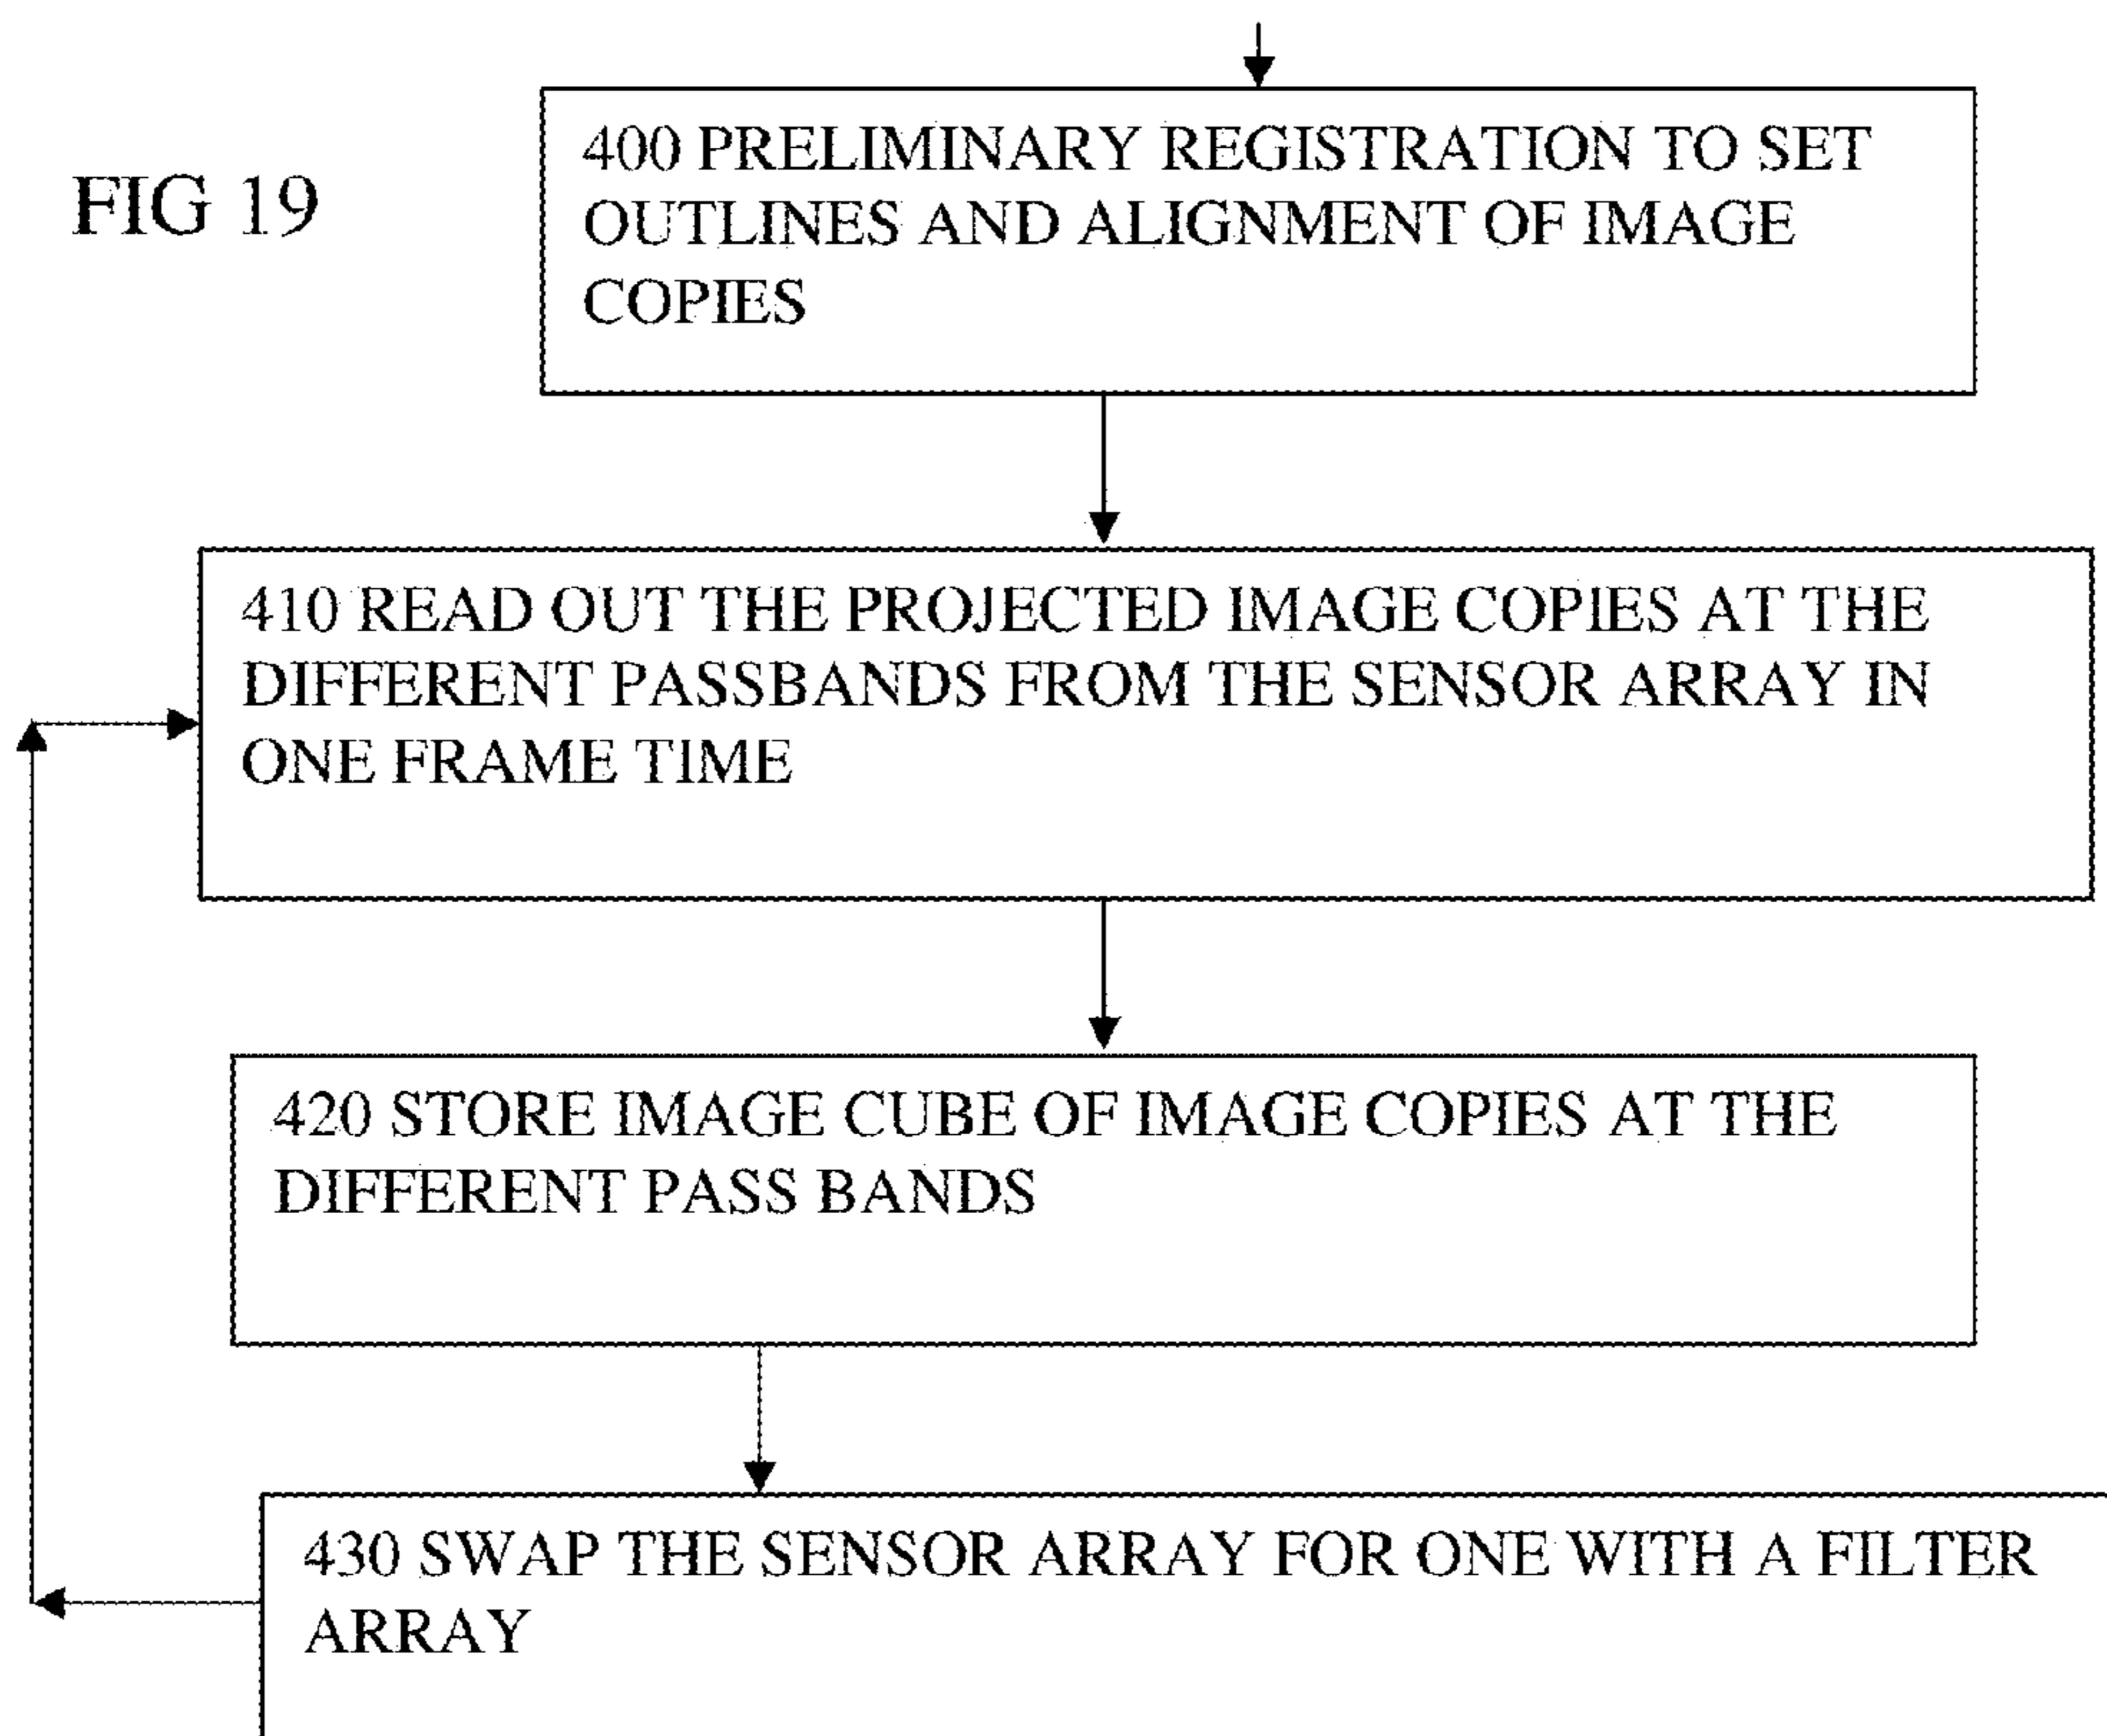 FIG 19
400 PRELIMINARY REGISTRATION TO SET
OUTLINES AND ALIGNMENT OF IMAGE
COPIES
410 READ OUT THE PROJECTED IMAGE COPIES AT THE
DIFFERENT PASSBANDS FROM THE SENSOR ARRAY IN
ONE FRAME TIME
420 STORE IMAGE CUBE OF IMAGE COPIES AT THE
DIFFERENT PASS BANDS
430 SWAP THE SENSOR ARRAY FOR ONE WITH A FILTER
ARRAY